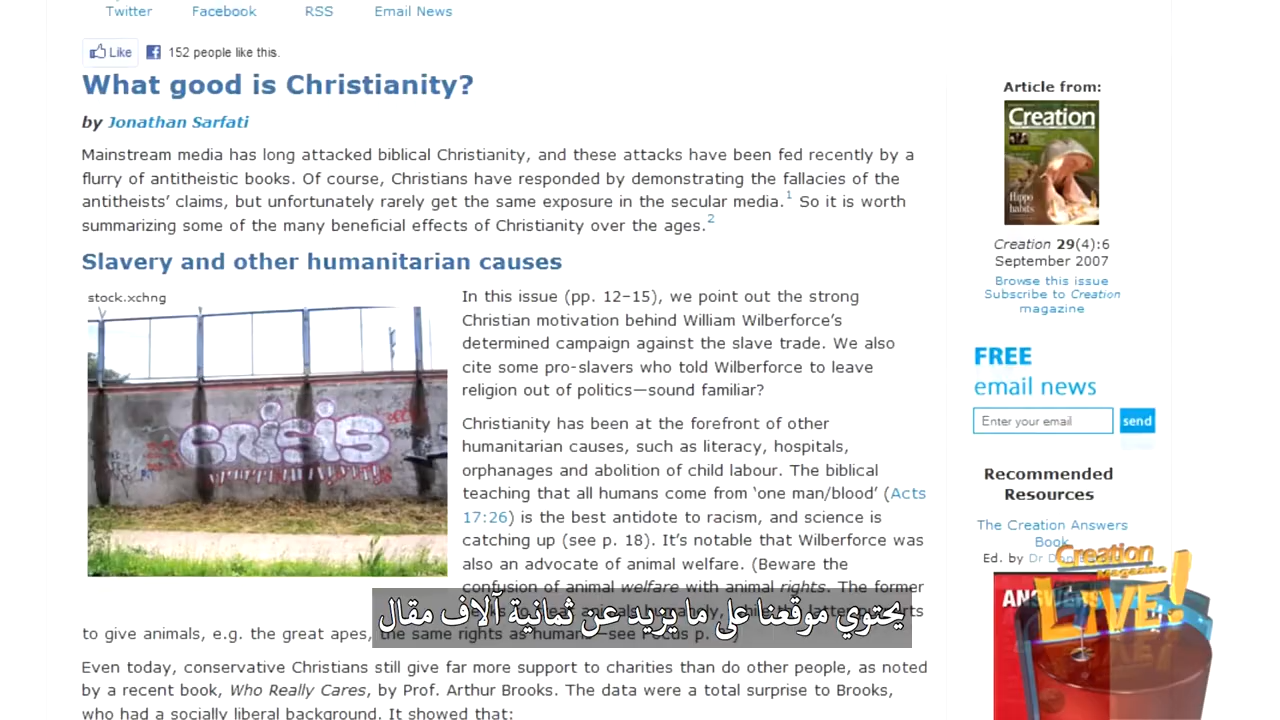 Twitter Facebook RSS Email News
Like 152 people like this.
What good is Christianity?
by Jonathan Sarfati
Mainstream media has long attacked biblical Christianity, and these attacks have been fed recently by a
flurry of antitheistic books. Of course, Christians have responded by demonstrating the fallacies of the
antitheists’ claims, but unfortunately rarely get the same exposure in the secular media.1 So it is worth
summarizing some of the many beneficial effects of Christianity over the ages.2
Slavery and other humanitarian causes
stock.xchng
CRISIS
In this issue (pp. 12–15), we point out the strong
Christian motivation behind William Wilberforce’s
determined campaign against the slave trade. We also
cite some pro-slavers who told Wilberforce to leave
religion out of politics—sound familiar?
Christianity has been at the forefront of other
humanitarian causes, such as literacy, hospitals,
orphanages and abolition of child labour. The biblical
teaching that all humans come from ‘one man/blood’ (Acts
17:26) is the best antidote to racism, and science is
catching up (see p. 18). It’s notable that Wilberforce was
also an advocate of animal welfare. (Beware the
confusion of animal welfare with animal rights. The former
to give animals, e.g. the great apes, the same rights as humans—see Focus p.
يحتوي موقعنا على ما يزيد عن ثمانية آلاف مقال
Even today, conservative Christians still give far more support to charities than do other people, as noted
by a recent book, Who Really Cares, by Prof. Arthur Brooks. The data were a total surprise to Brooks,
who had a socially liberal background. It showed that:
Article from:
Creation
Hippo
habits
Creation 29(4):6
September 2007
Browse this issue
Subscribe to Creation
magazine
FREE
email news
Enter your email send
Recommended
Resources
The Creation Answers
Book
Ed. by Dr
Creation
Magazine
LIVE!